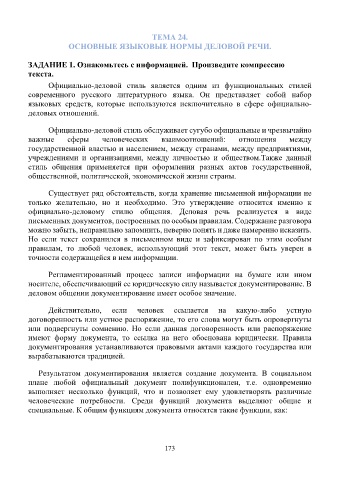 ТЕМА 24.
ОСНОВНЫЕ ЯЗЫКОВЫЕ НОРМЫ ДЕЛОВОЙ РЕЧИ.
ЗАДАНИЕ 1. Ознакомьтесь с информацией. Произведите компрессию
текста.
Официально-деловой стиль является одним из функциональных стилей
современного русского литературного языка. Он представляет собой набор
языковых средств, которые используются исключительно в сфере официально-
деловых отношений.
Официально-деловой стиль обслуживает сугубо официальные и чрезвычайно
важные сферы человеческих взаимоотношений: отношения между
государственной властью и населением, между странами, между предприятиями,
учреждениями и организациями, между личностью и обществом.Также данный
стиль общения применяется при оформлении разных актов государственной,
общественной, политической, экономической жизни страны.
Существует ряд обстоятельств, когда хранение письменной информации не
только желательно, но и необходимо. Это утверждение относится именно к
официально-деловому стилю общения. Деловая речь реализуется в виде
письменных документов, построенных по особым правилам. Содержание разговора
можно забыть, неправильно запомнить, неверно понять и даже намеренно исказить.
Но если текст сохранился в письменном виде и зафиксирован по этим особым
правилам, то любой человек, использующий этот текст, может быть уверен в
точности содержащейся в нем информации.
Регламентированный процесс записи информации на бумаге или ином
носителе, обеспечивающий ее юридическую силу называется документирование. В
деловом общении документирование имеет особое значение.
Действительно, если человек ссылается на какую-либо устную
договоренность или устное распоряжение, то его слова могут быть опровергнуты
или подвергнуты сомнению. Но если данная договоренность или распоряжение
имеют форму документа, то ссылка на него обоснована юридически. Правила
документирования устанавливаются правовыми актами каждого государства или
вырабатываются традицией.
Результатом документирования является создание документа. В социальном
плане любой официальный документ полифункционален, т.е. одновременно
выполняет несколько функций, что и позволяет ему удовлетворять различные
человеческие потребности. Среди функций документа выделяют общие и
специальные. К общим функциям документа относятся такие функции, как:
173